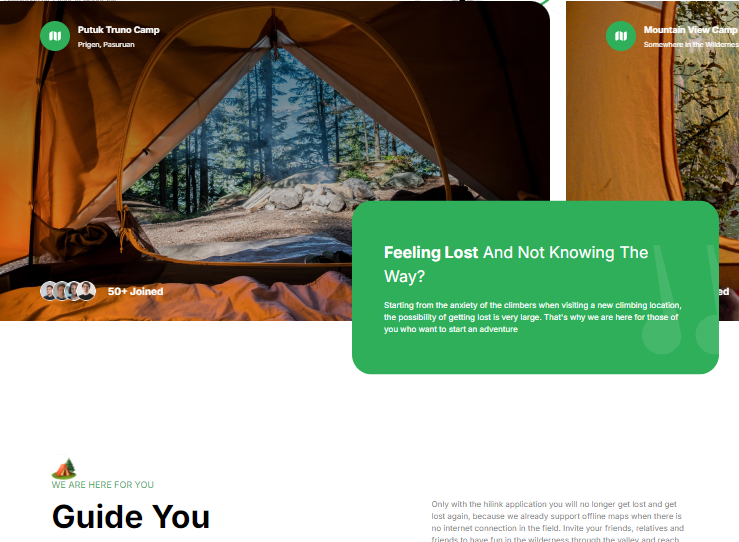 Putuk Truno Camp
Prigen, Pasuruan
Mountain View Camp
Somewhere in the Wilderness
50+ Joined
ed
Feeling Lost And Not Knowing The
Way?
Starting from the anxiety of the climbers when visiting a new climbing location,
the possibility of getting lost is very large. That's why we are here for those of
you who want to start an adventure
WE ARE HERE FOR YOU
Guide You
Only with the hilink application you will no longer get lost and get
lost again, because we already support offline maps when there is
no internet connection in the field. Invite your friends, relatives and
friends to have fun in the wilderness through the valley and reach